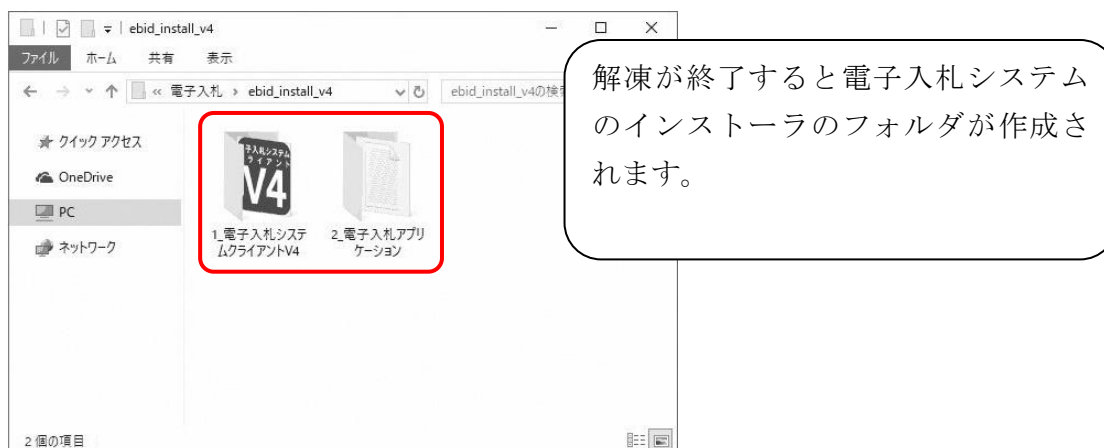 ebid_install_v4
ファイル ホーム 共有 表示
« 電子入札 › ebid_install_v4
ebid_install_v4の検索
クイック アクセス
OneDrive
PC
ネットワーク
子入札システム
ライアント
V4
1_電子入札システ
ムクライアントV4
2_電子入札アプリ
ケーション
2 個の項目
解凍が終了すると電子入札システム
のインストーラのフォルダが作成さ
れます。